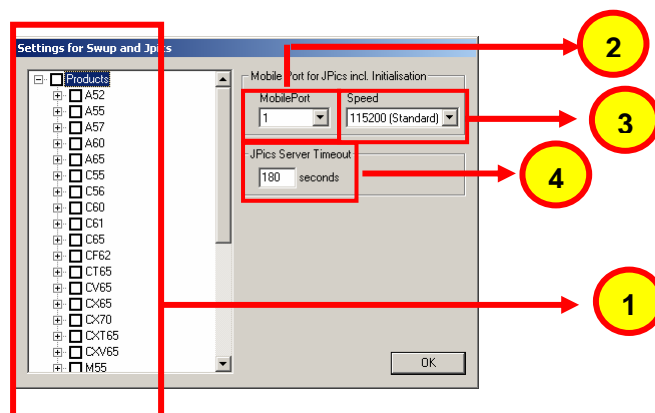 Settings for Swup and Jpics
Products
A52
A55
A57
A60
A65
C55
C56
C60
C61
C65
CF62
CT65
CV65
CX65
CX70
CXT65
CXV65
M55
Mobile Port for JPics incl. Initialisation
MobilePort
1
Speed
115200 (Standard)
JPics Server Timeout
180 seconds
OK
2
3
4
1